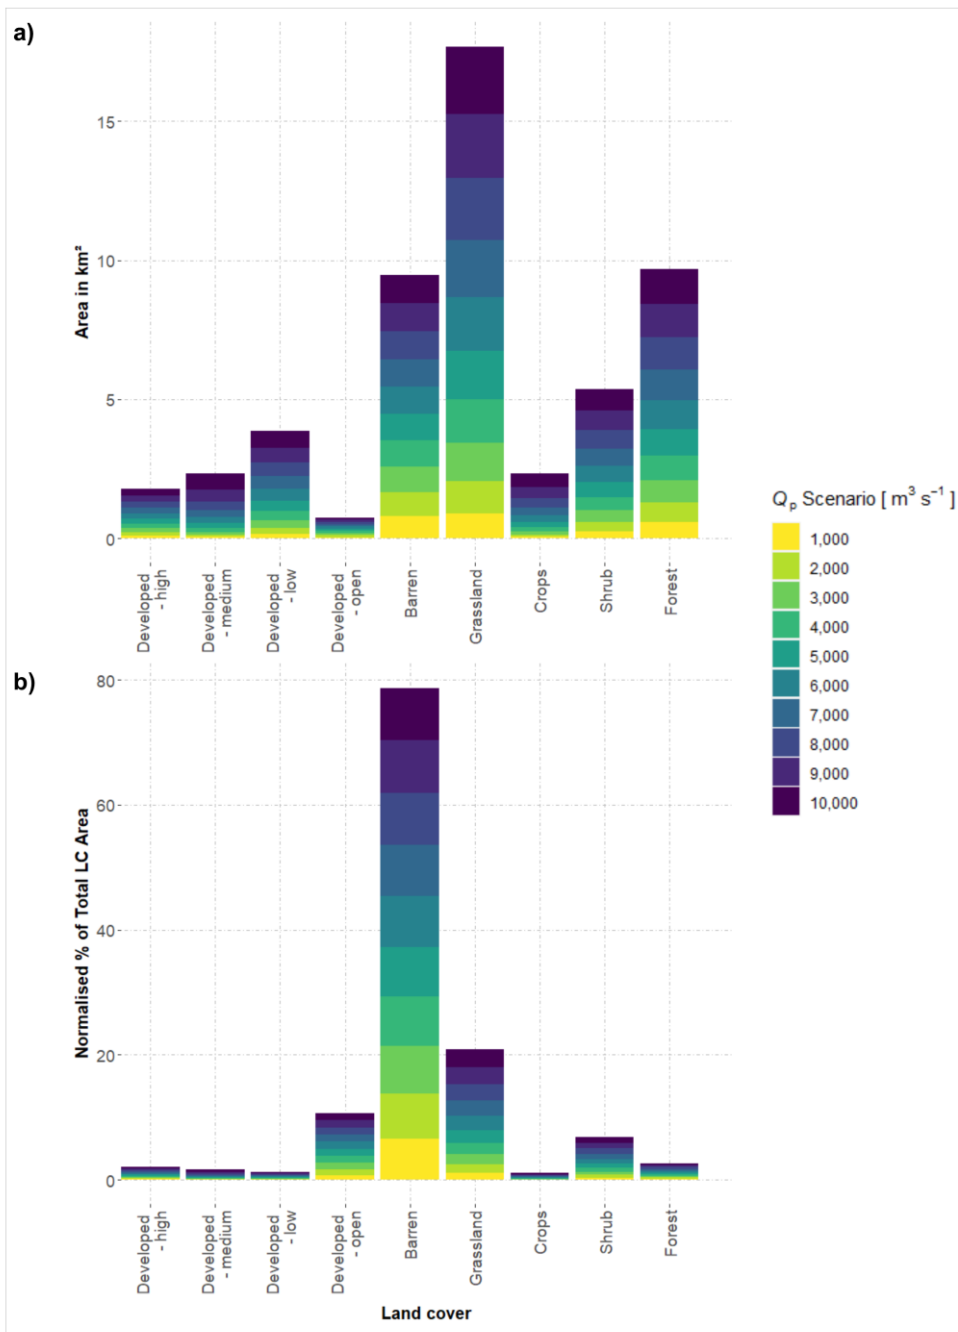 a)
Area in km²
15
10
5
0
Developed
- high
Developed
- medium
Developed
- low
Developed
- open
Barren
Grassland
Crops
Shrub
Forest
Qp Scenario [ m³ s⁻¹ ]
1,000
2,000
3,000
4,000
5,000
6,000
7,000
8,000
9,000
10,000
b)
Normalised % of Total LC Area
80
60
40
20
0
Developed
- high
Developed
- medium
Developed
- low
Developed
- open
Barren
Grassland
Crops
Shrub
Forest
Land cover